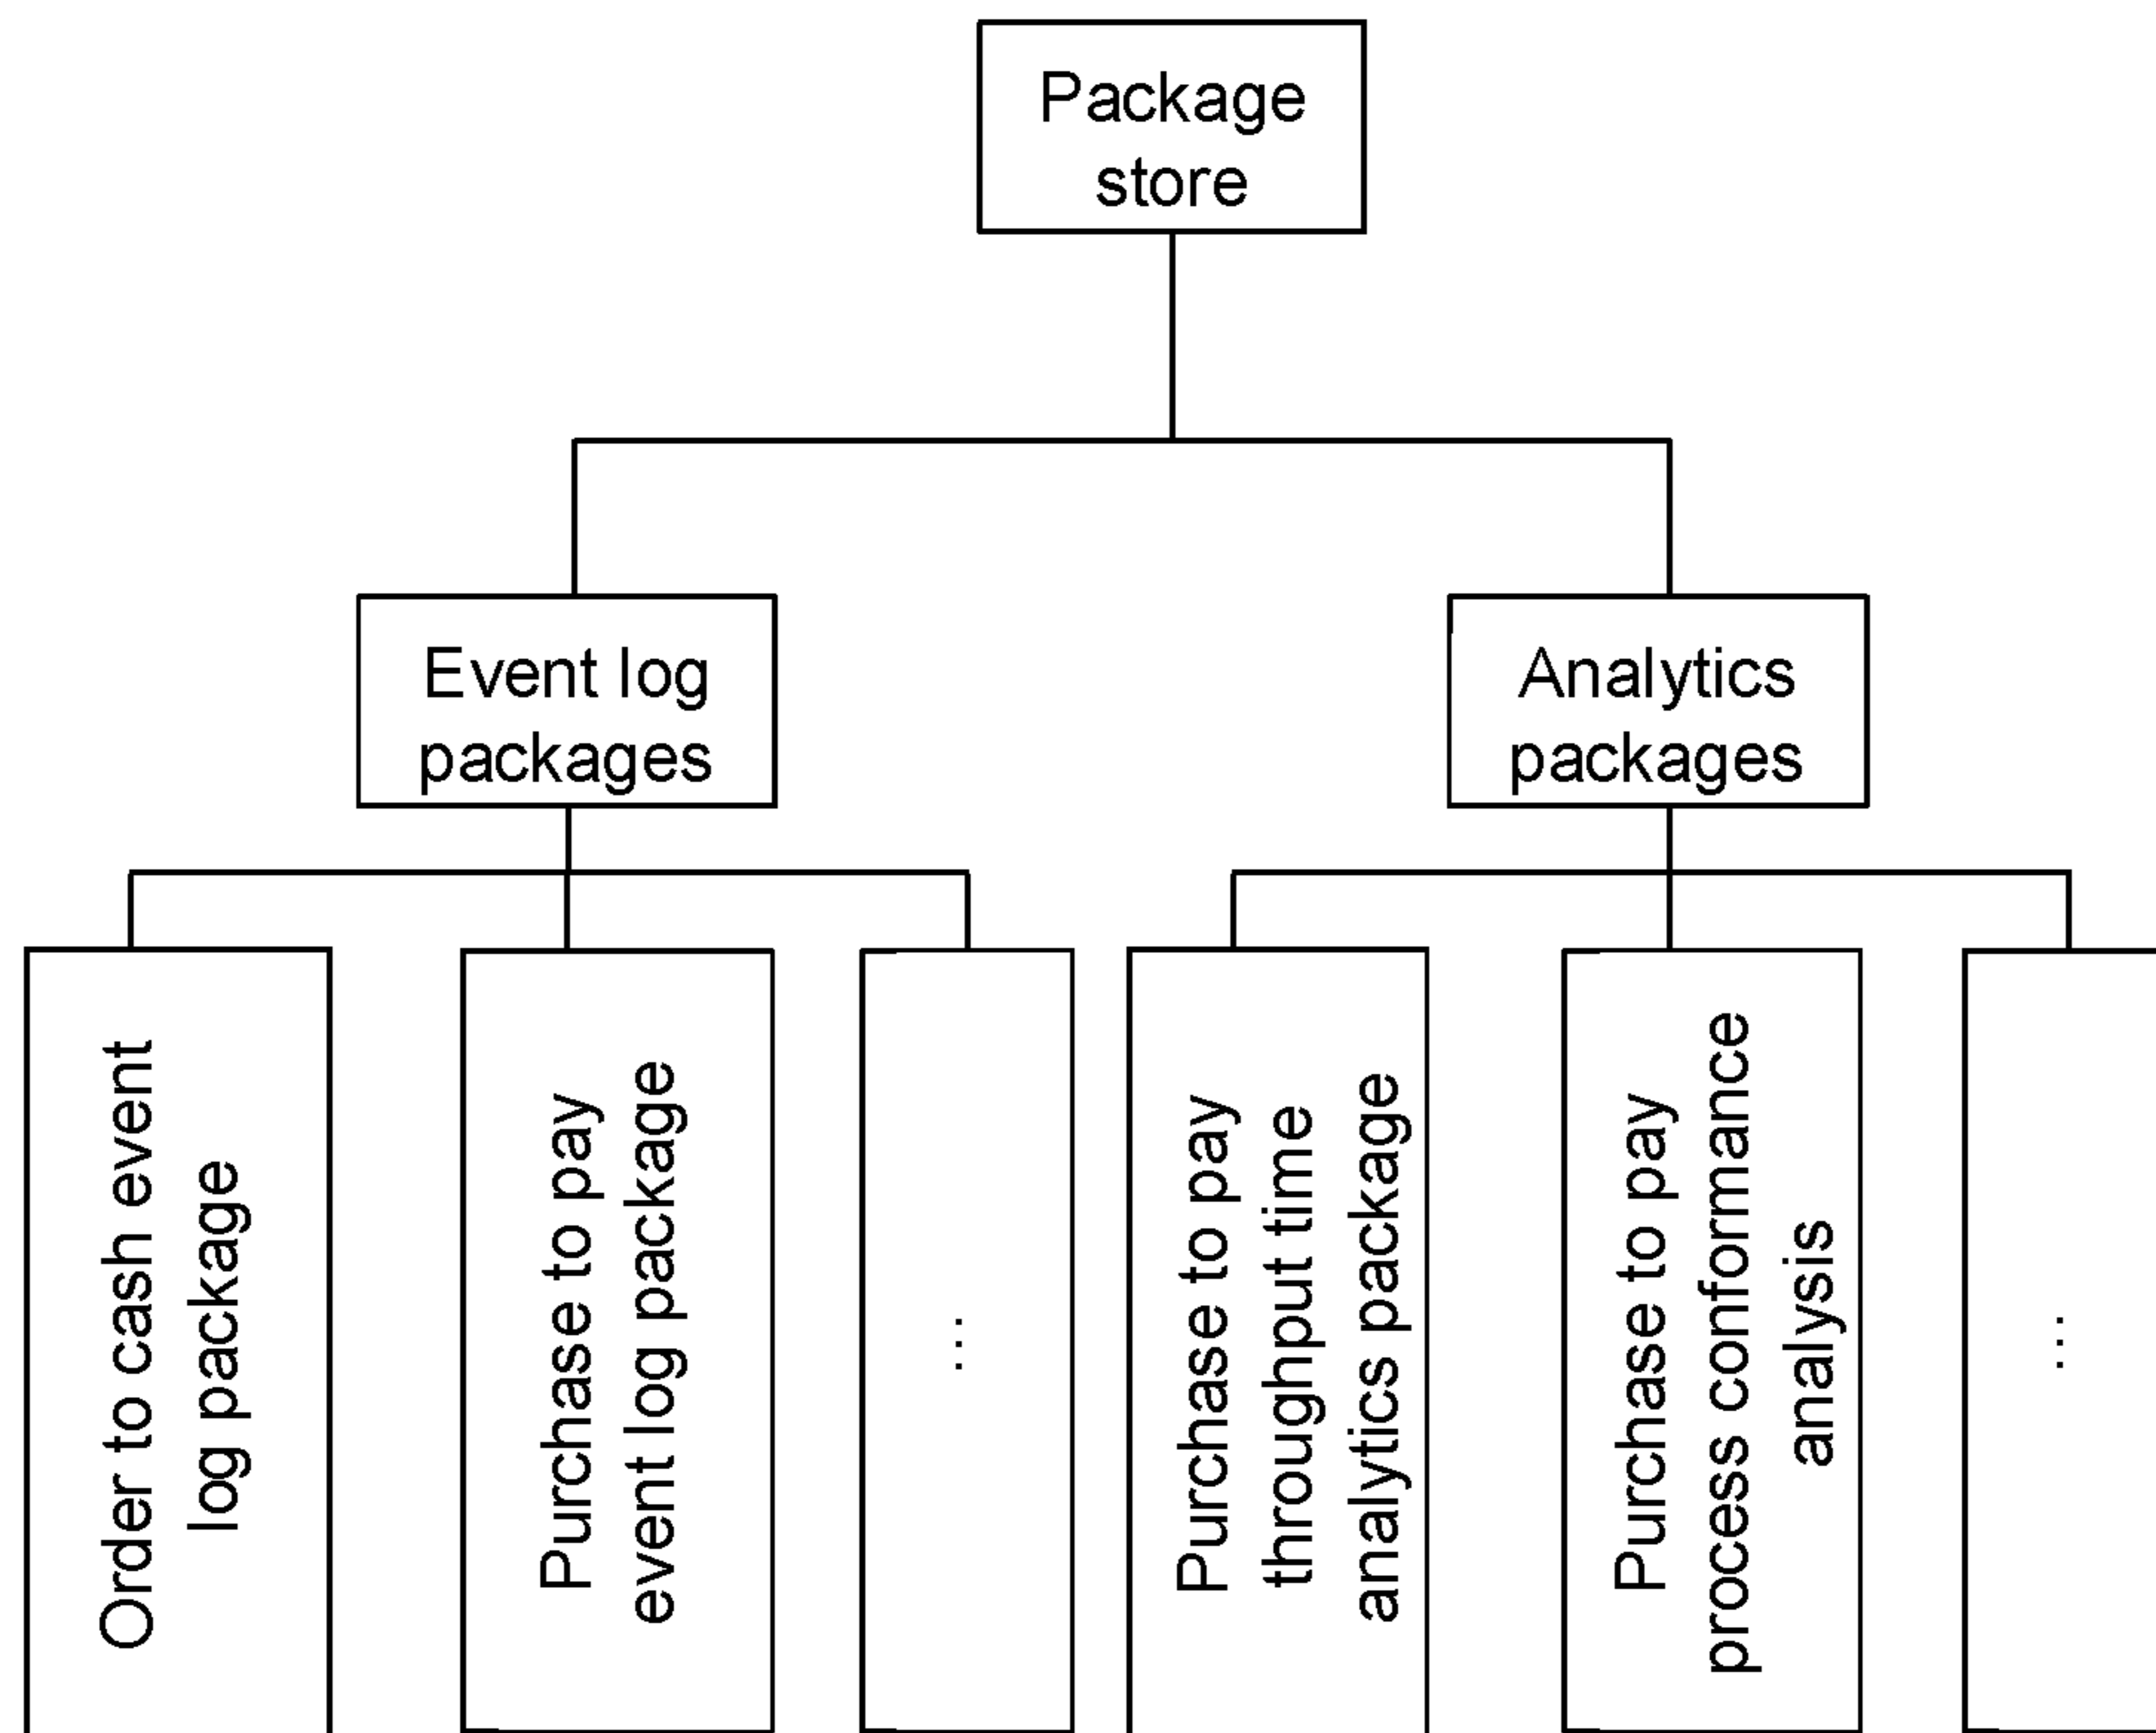 Package
store
Event log
packages
Analytics
packages
Order to cash event
log package
Purchase to pay
event log package
...
Purchase to pay
throughput time
analytics package
Purchase to pay
process conformance
analysis
...